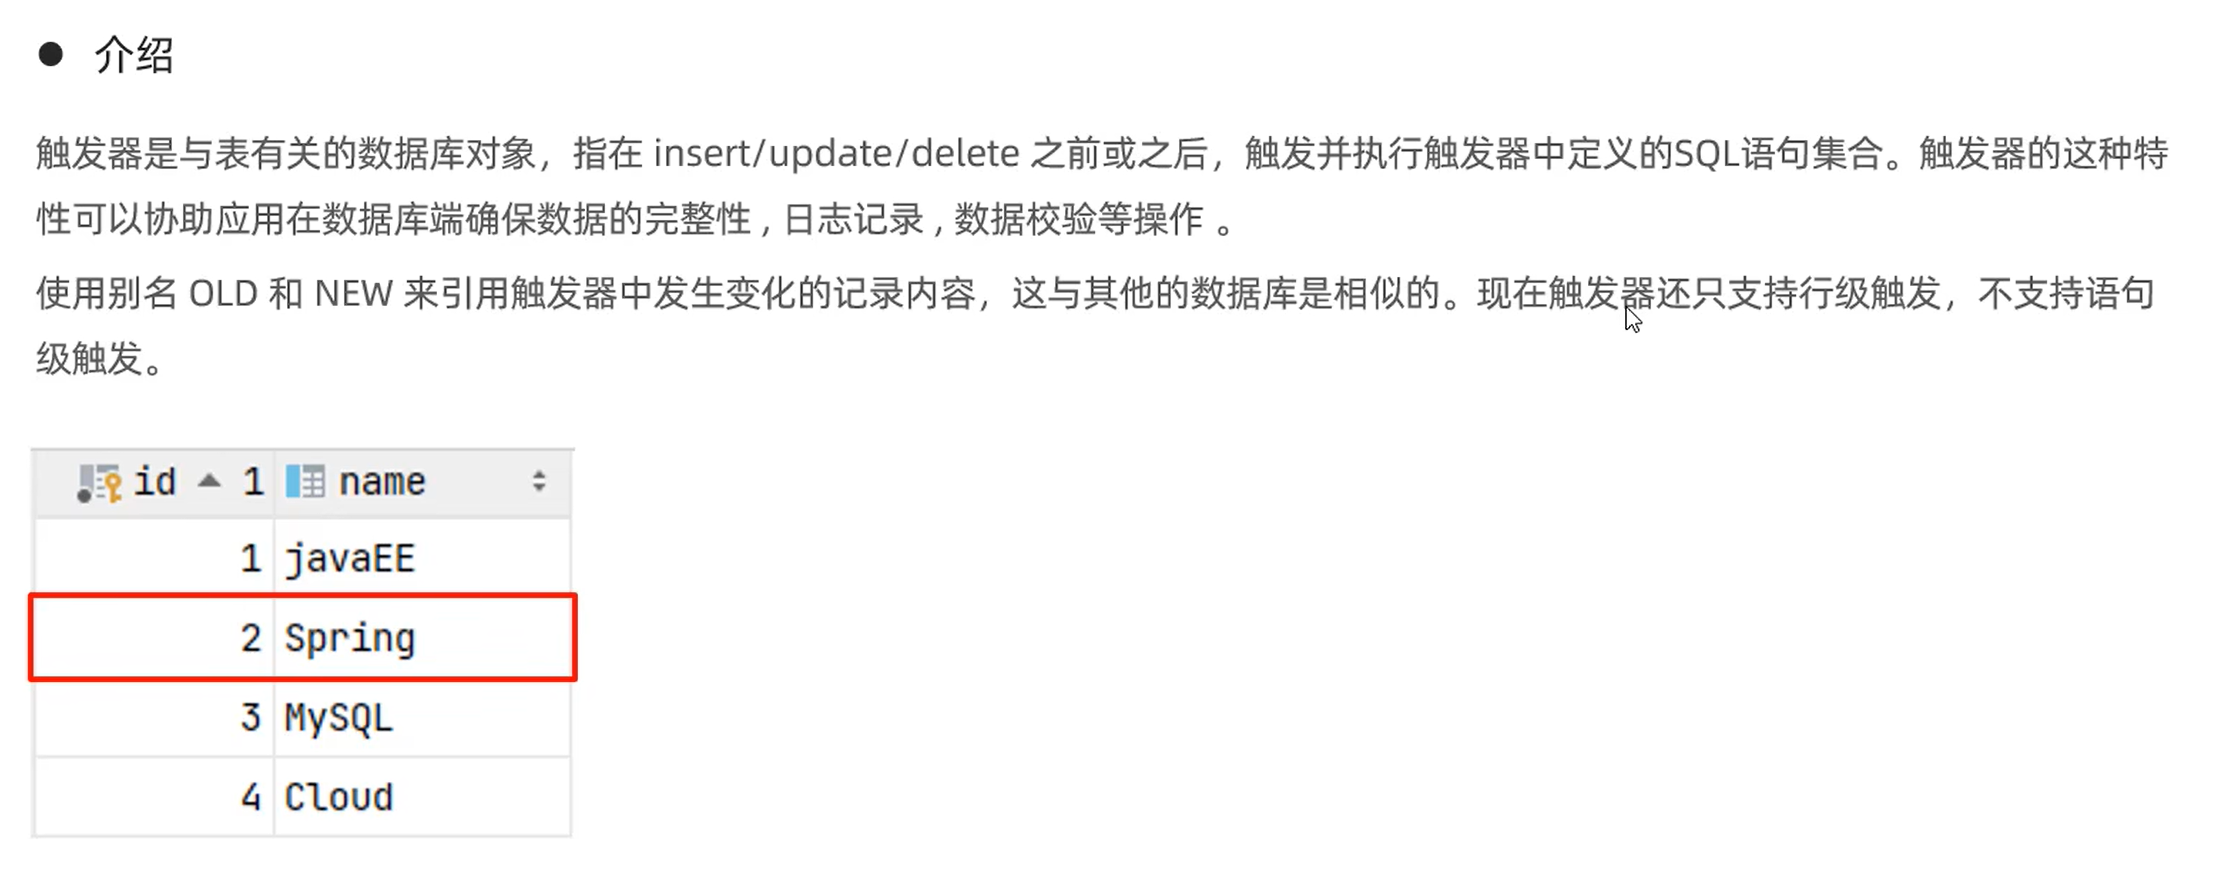 ● 介绍
触发器是与表有关的数据库对象，指在 insert/update/delete 之前或之后，触发并执行触发器中定义的SQL语句集合。触发器的这种特
性可以协助应用在数据库端确保数据的完整性 , 日志记录 , 数据校验等操作 。
使用别名 OLD 和 NEW 来引用触发器中发生变化的记录内容，这与其他的数据库是相似的。现在触发器还只支持行级触发，不支持语句
级触发。
id 1 name
1 javaEE
2 Spring
3 MySQL
4 Cloud